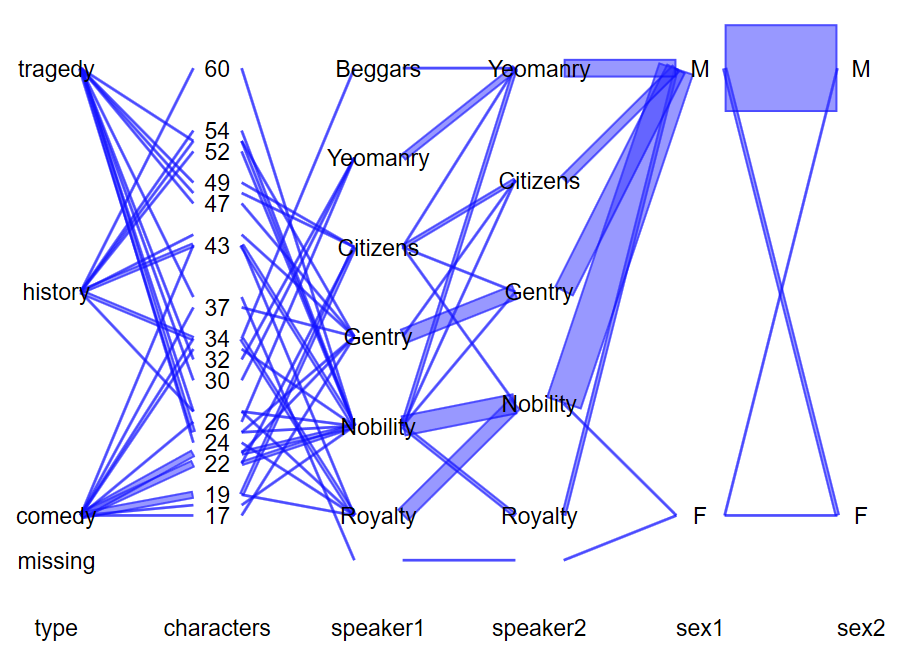 tragedy 60 Beggars Yeomanry M M
54
52 Yeomanry
49 Citizens
47
43 Citizens
history Gentry
37
34 Gentry
32
30
Nobility
26 Nobility
24
22
19
comedy 17 Royalty Royalty F F
missing
type characters speaker1 speaker2 sex1 sex2